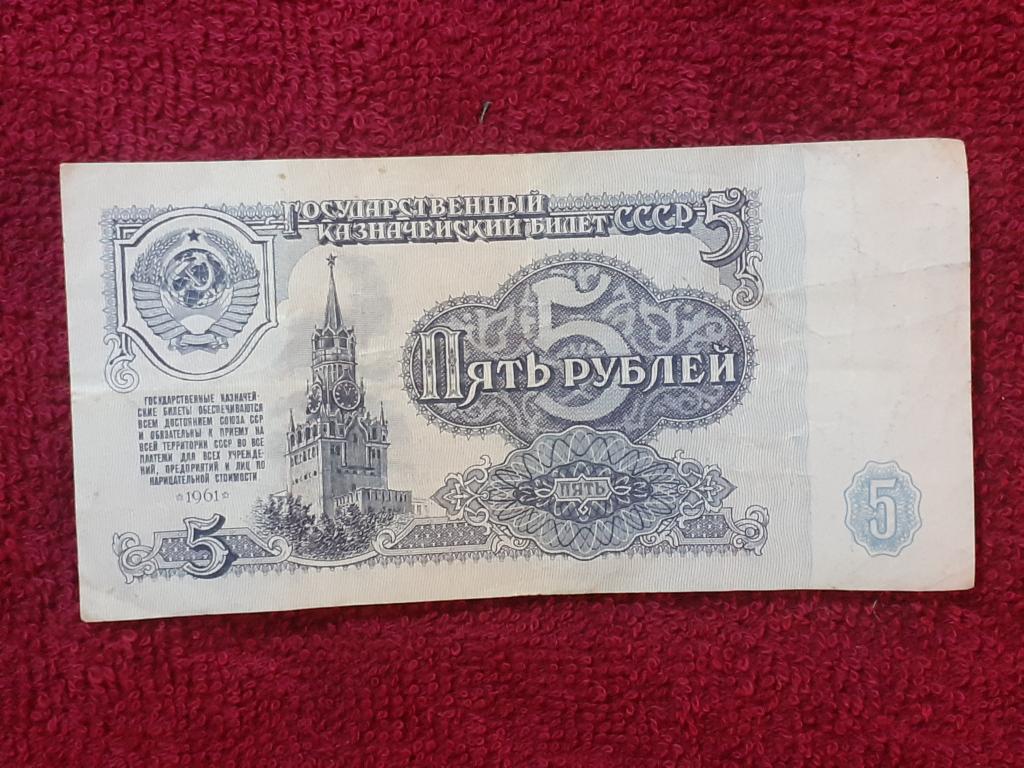 ГОСУДАРСТВЕННЫЙ
КАЗНАЧЕЙСКИЙ БИЛЕТ СССР 5
5
ПЯТЬ РУБЛЕЙ
ГОСУДАРСТВЕННЫЕ КАЗНАЧЕЙ-
СКИЕ БИЛЕТЫ ОБЕСПЕЧИВАЮТСЯ
ВСЕМ ДОСТОЯНИЕМ СОЮЗА ССР
И ОБЯЗАТЕЛЬНЫ К ПРИЕМУ НА
ВСЕЙ ТЕРРИТОРИИ СССР ВО ВСЕ
ПЛАТЕЖИ ДЛЯ ВСЕХ УЧРЕЖДЕ-
НИЙ, ПРЕДПРИЯТИЙ И ЛИЦ ПО
НАРИЦАТЕЛЬНОЙ СТОИМОСТИ
1961
ПЯТЬ
5
5